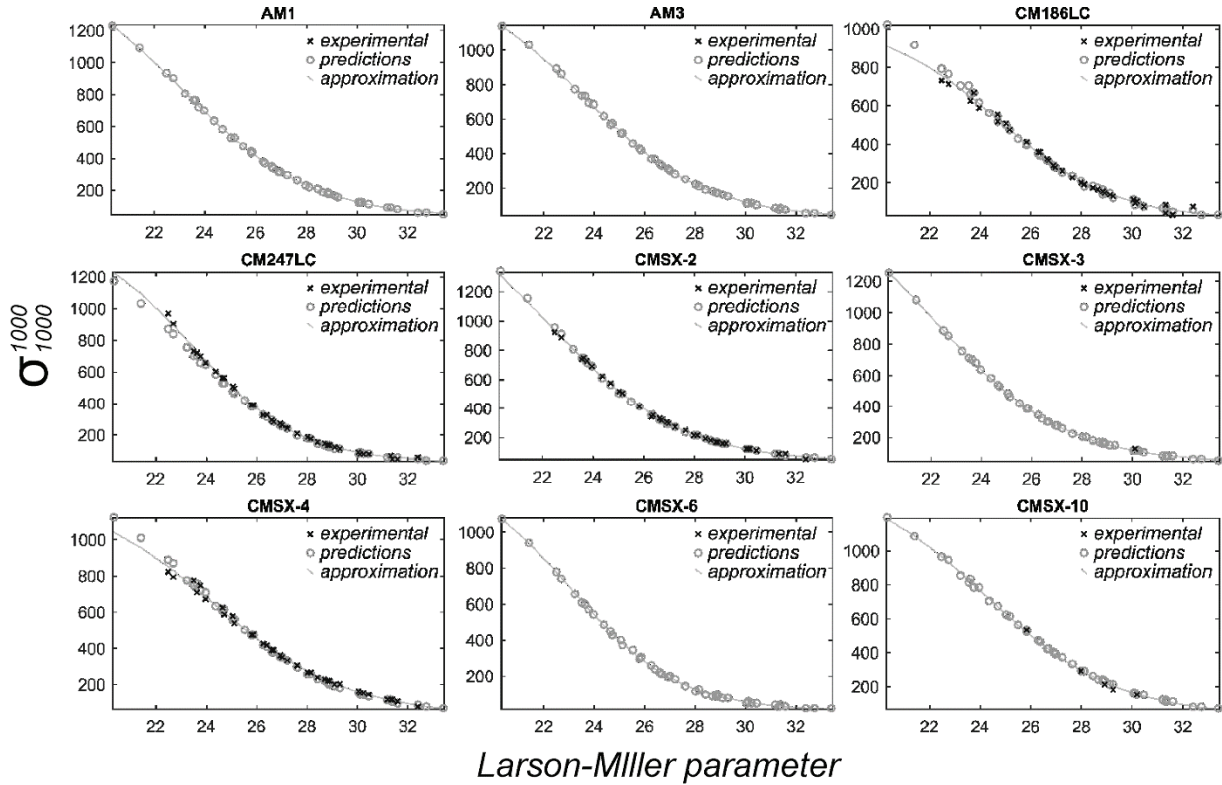 AM1
1200
1000
800
600
400
200
22 24 26 28 30 32
× experimental
○ predictions
approximation
AM3
1000
800
600
400
200
22 24 26 28 30 32
× experimental
○ predictions
approximation
CM186LC
1000
800
600
400
200
22 24 26 28 30 32
× experimental
○ predictions
approximation
CM247LC
1200
1000
800
600
400
200
22 24 26 28 30 32
× experimental
○ predictions
approximation
CMSX-2
1200
1000
800
600
400
200
22 24 26 28 30 32
× experimental
○ predictions
approximation
CMSX-3
1200
1000
800
600
400
200
22 24 26 28 30 32
× experimental
○ predictions
approximation
CMSX-4
1000
800
600
400
200
22 24 26 28 30 32
× experimental
○ predictions
approximation
CMSX-6
1000
800
600
400
200
22 24 26 28 30 32
× experimental
○ predictions
approximation
CMSX-10
1000
800
600
400
200
22 24 26 28 30 32
× experimental
○ predictions
approximation
σ 1000 1000
Larson-MIller parameter